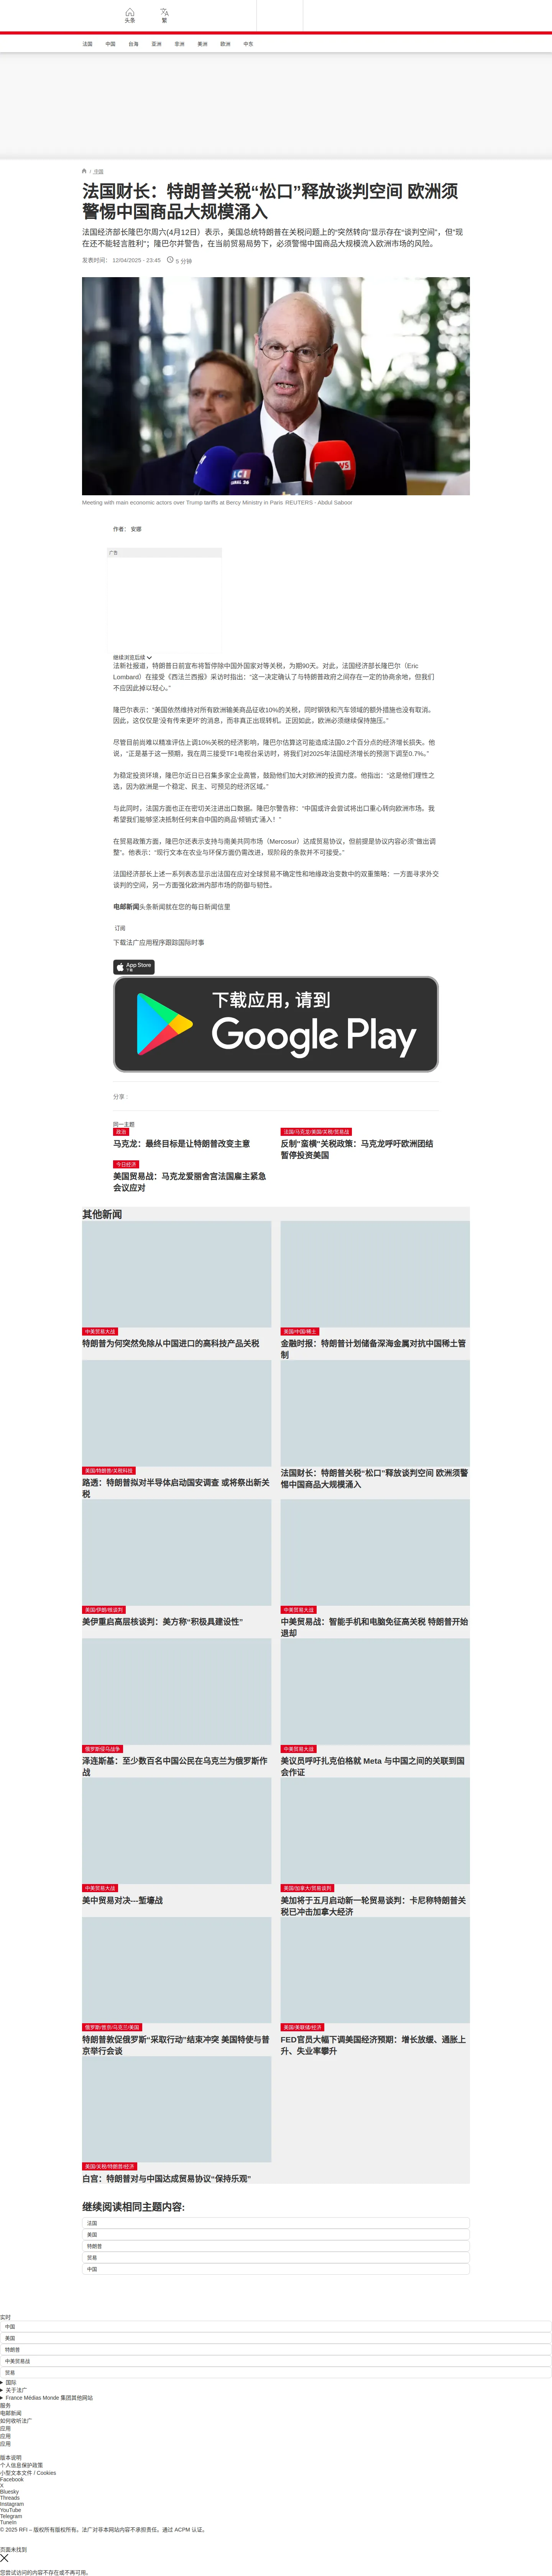 头条
繁
法国
中国
台海
亚洲
非洲
美洲
欧洲
中东
/ 法国
法国财长：特朗普关税“松口”释放谈判空间 欧洲须
警惕中国商品大规模涌入
法国经济部长隆巴尔周六(4月12日）表示，美国总统特朗普在关税问题上的“突然转向”显示存在“谈判空间”，但“现
在还不能轻言胜利”；隆巴尔并警告，在当前贸易局势下，必须警惕中国商品大规模流入欧洲市场的风险。
发表时间： 12/04/2025 - 23:45 5 分钟
LCI
NEWS
Meeting with main economic actors over Trump tariffs at Bercy Ministry in Paris REUTERS - Abdul Saboor
作者： 安娜
广告
继续浏览后续
法新社报道，特朗普日前宣布将暂停除中国外国家对等关税，为期90天。对此，法国经济部长隆巴尔（Eric
Lombard）在接受《西法兰西报》采访时指出：“这一决定确认了与特朗普政府之间存在一定的协商余地，但我们
不应因此掉以轻心。”
隆巴尔表示：“美国依然维持对所有欧洲输美商品征收10%的关税，同时钢铁和汽车领域的额外措施也没有取消。
因此，这仅仅是‘没有传来更坏’的消息，而非真正出现转机。正因如此，欧洲必须继续保持施压。”
尽管目前尚难以精准评估上调10%关税的经济影响，隆巴尔估算这可能造成法国0.2个百分点的经济增长损失。他
说，“正是基于这一预期，我在周三接受TF1电视台采访时，将我们对2025年法国经济增长的预测下调至0.7%。”
为稳定投资环境，隆巴尔近日已召集多家企业高管，鼓励他们加大对欧洲的投资力度。他指出：“这是他们理性之
选，因为欧洲是一个稳定、民主、可预见的经济区域。”
与此同时，法国方面也正在密切关注进出口数据。隆巴尔警告称：“中国或许会尝试将出口重心转向欧洲市场。我
希望我们能够坚决抵制任何来自中国的商品‘倾销式’涌入！”
在贸易政策方面，隆巴尔还表示支持与南美共同市场（Mercosur）达成贸易协议，但前提是协议内容必须“做出调
整”。他表示：“现行文本在农业与环保方面仍需改进，现阶段的条款并不可接受。”
法国经济部长上述一系列表态显示出法国在应对全球贸易不确定性和地缘政治变数中的双重策略：一方面寻求外交
谈判的空间，另一方面强化欧洲内部市场的防御与韧性。
电邮新闻头条新闻就在您的每日新闻信里
订阅
下载法广应用程序跟踪国际时事
App Store
下载
下载应用，请到
Google Play
分享 :
同一主题
政治
马克龙：最终目标是让特朗普改变主意
法国/马克龙/美国/关税/贸易战
反制“蛮横”关税政策：马克龙呼吁欧洲团结
暂停投资美国
今日经济
美国贸易战：马克龙爱丽舍宫法国雇主紧急
会议应对
其他新闻
中美贸易大战
特朗普为何突然免除从中国进口的高科技产品关税
美国/中国/稀土
金融时报：特朗普计划储备深海金属对抗中国稀土管
制
美国/特朗普/关税科技
路透：特朗普拟对半导体启动国安调查 或将祭出新关
税
法国财长：特朗普关税“松口”释放谈判空间 欧洲须警
惕中国商品大规模涌入
美国/伊朗/核谈判
美伊重启高层核谈判：美方称“积极具建设性”
中美贸易大战
中美贸易战：智能手机和电脑免征高关税 特朗普开始
退却
俄罗斯侵乌战争
泽连斯基：至少数百名中国公民在乌克兰为俄罗斯作
战
中美贸易大战
美议员呼吁扎克伯格就 Meta 与中国之间的关联到国
会作证
中美贸易大战
美中贸易对决---堑壕战
美国/加拿大/贸易谈判
美加将于五月启动新一轮贸易谈判：卡尼称特朗普关
税已冲击加拿大经济
俄罗斯/普京/乌克兰/美国
特朗普敦促俄罗斯“采取行动”结束冲突 美国特使与普
京举行会谈
美国/美联储/经济
FED官员大幅下调美国经济预期：增长放缓、通胀上
升、失业率攀升
美国/关税/特朗普/经济
白宫：特朗普对与中国达成贸易协议“保持乐观”
继续阅读相同主题内容:
法国
美国
特朗普
贸易
中国
实时
中国
美国
特朗普
中美贸易战
贸易
国际
关于法广
France Médias Monde 集团其他网站
服务
电邮新闻
如何收听法广
应用
应用
应用
版本说明
个人信息保护政策
小型文本文件 / Cookies
Facebook
X
Bluesky
Threads
Instagram
YouTube
Telegram
TuneIn
© 2025 RFI – 版权所有版权所有。法广对非本网站内容不承担责任。通过 ACPM 认证。
页面未找到
您尝试访问的内容不存在或不再可用。